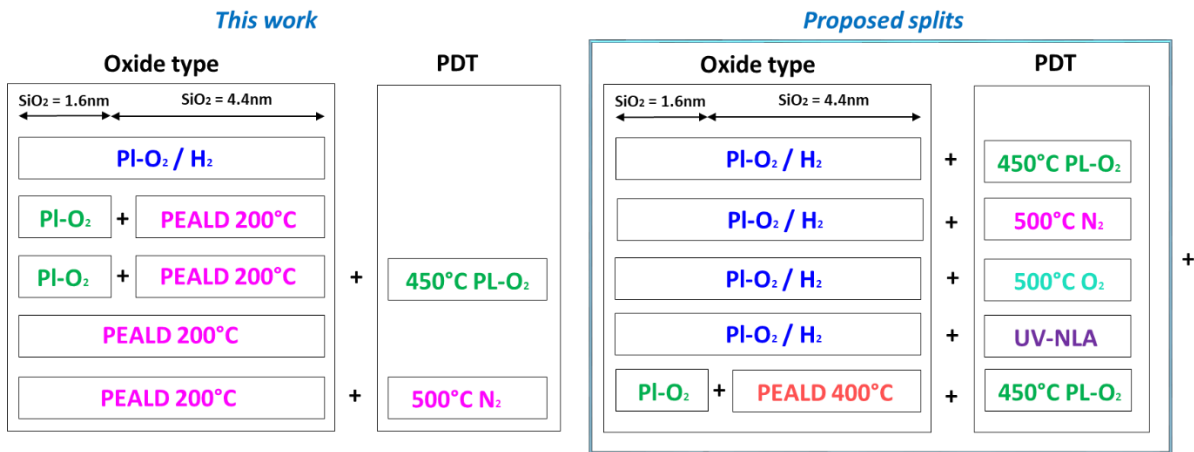 This work
Oxide type PDT
SiO₂ = 1.6nm SiO₂ = 4.4nm
Pl-O₂ / H₂
Pl-O₂ + PEALD 200°C
Pl-O₂ + PEALD 200°C + 450°C PL-O₂
PEALD 200°C
PEALD 200°C + 500°C N₂
Proposed splits
Oxide type PDT
SiO₂ = 1.6nm SiO₂ = 4.4nm
Pl-O₂ / H₂ + 450°C PL-O₂
Pl-O₂ / H₂ + 500°C N₂
Pl-O₂ / H₂ + 500°C O₂
+
Pl-O₂ / H₂ + UV-NLA
Pl-O₂ + PEALD 400°C + 450°C PL-O₂